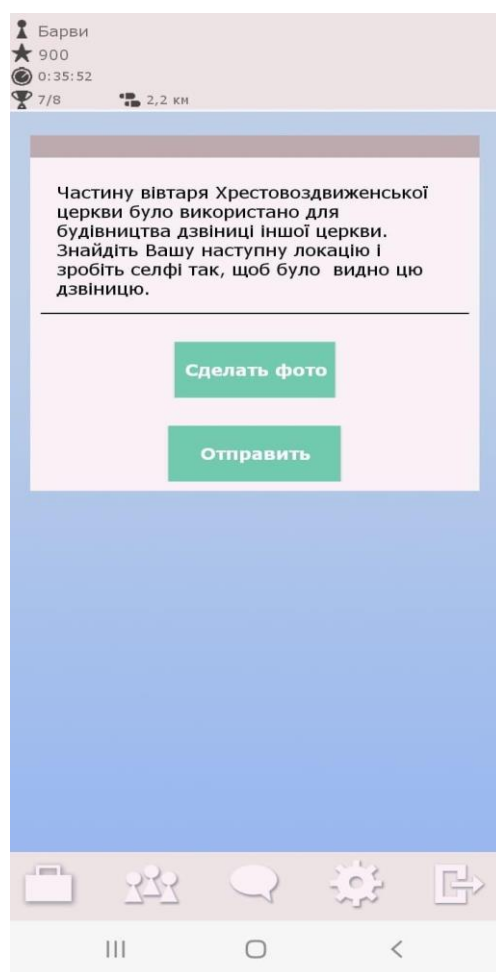 Барви
900
0:35:52
7/8 2,2 км
Частину вівтаря Хрестовоздвиженської
церкви було використано для
будівництва дзвіниці іншої церкви.
Знайдіть Вашу наступну локацію і
зробіть селфі так, щоб було видно цю
дзвіницю.
Сделать фото
Отправить